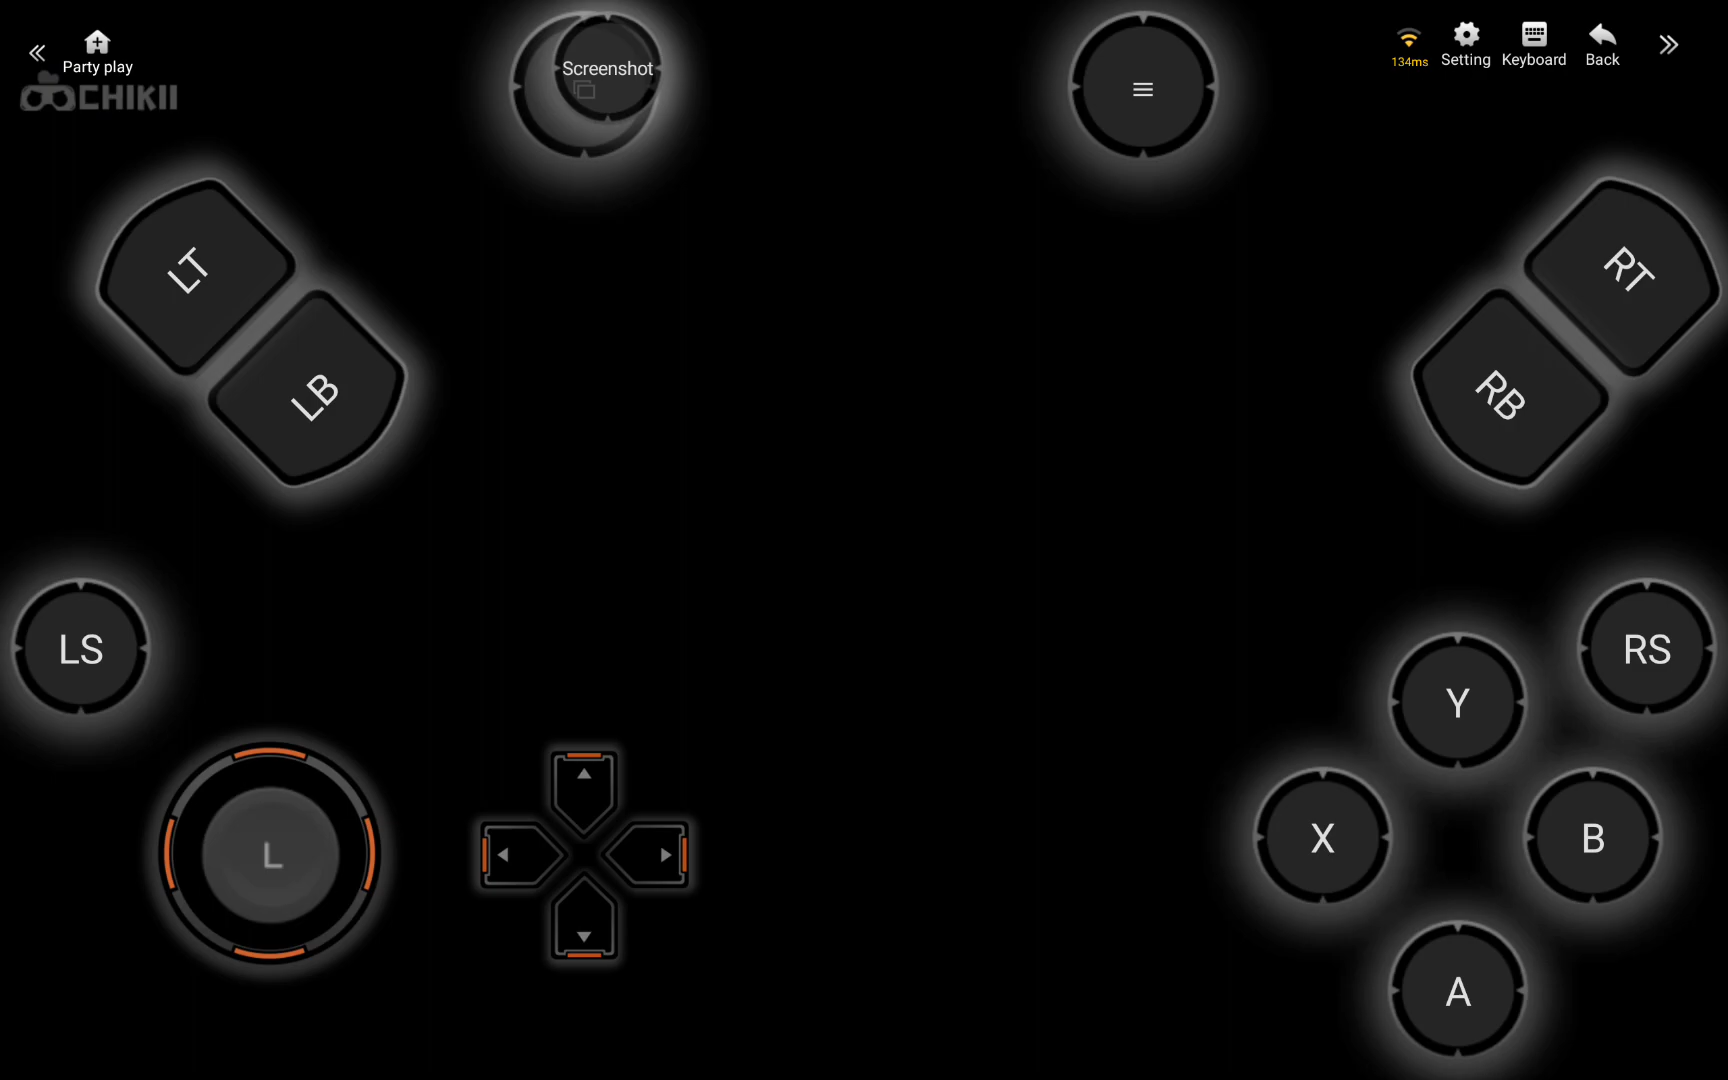 Party play
CHIKII
Screenshot
134ms
Setting
Keyboard
Back
LT
LB
RT
RB
LS
RS
Y
X
B
A
L